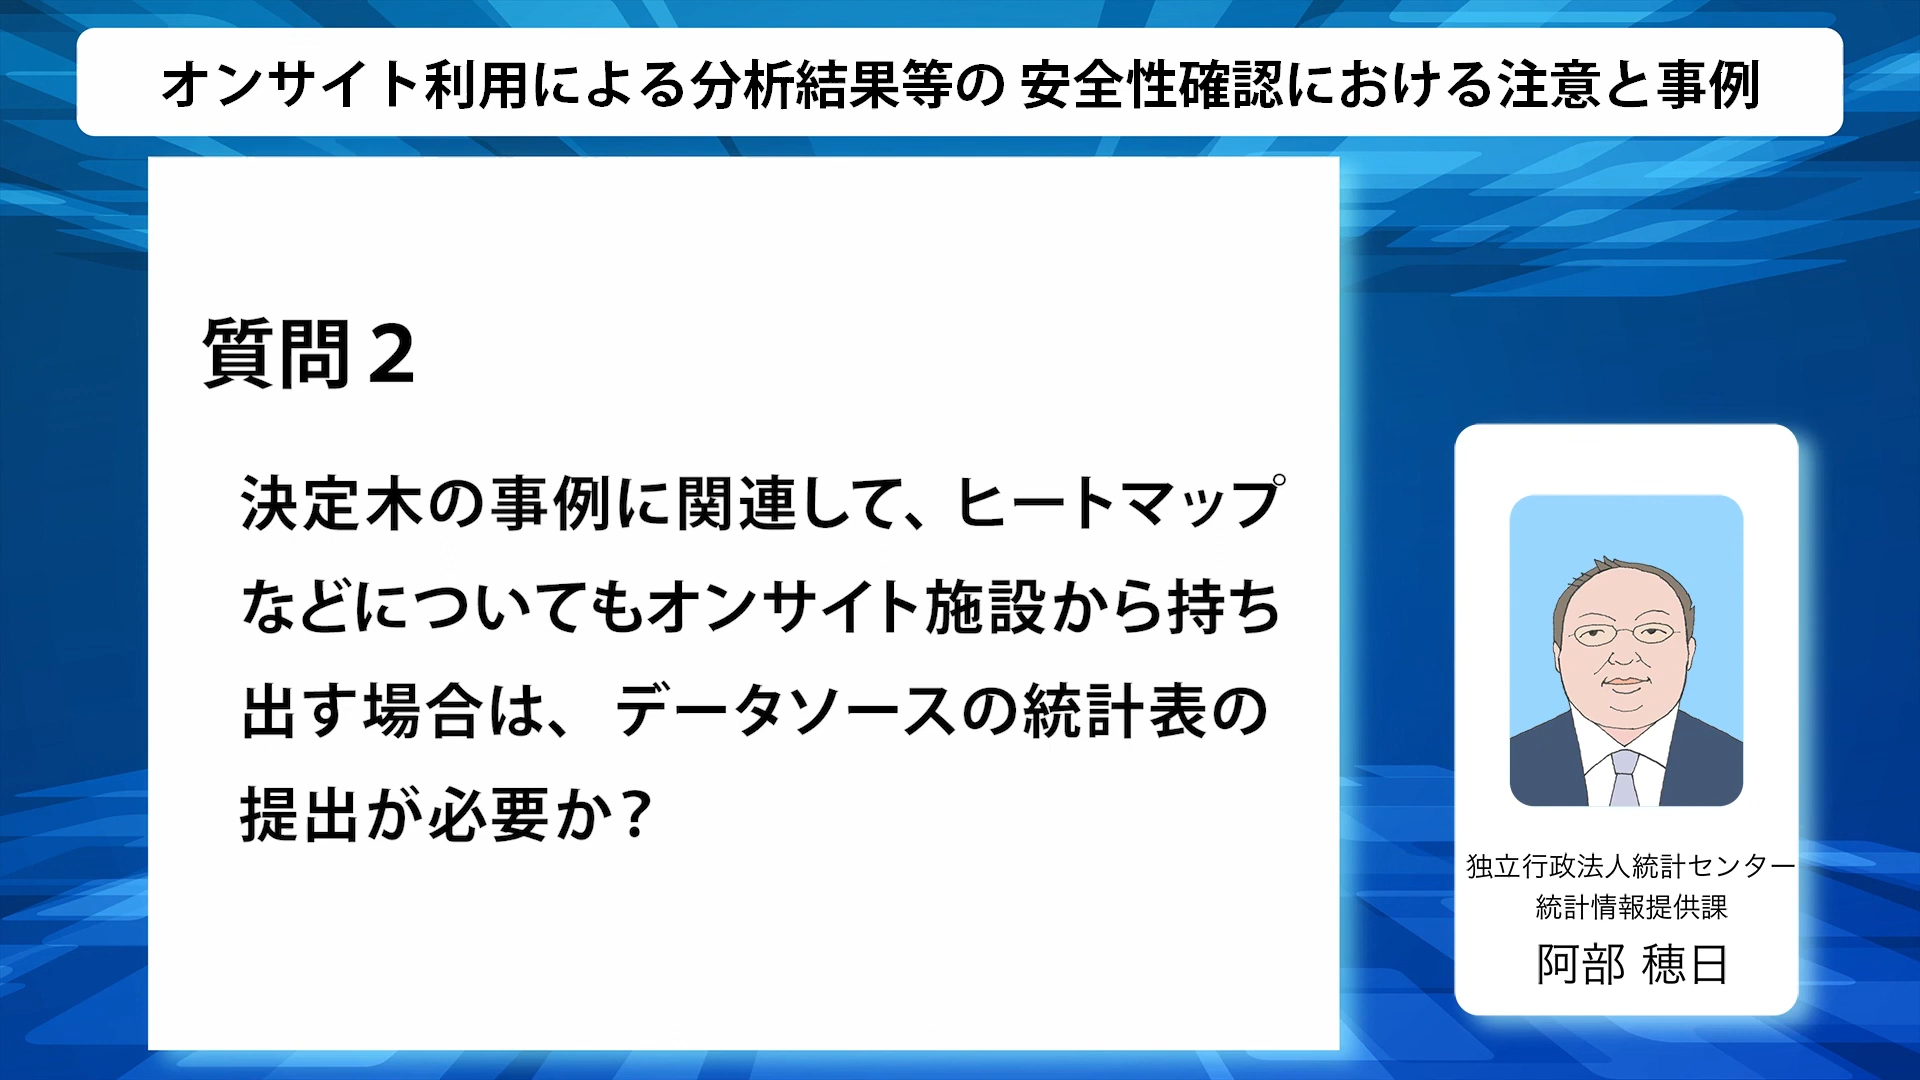 オンサイト利用による分析結果等の 安全性確認における注意と事例
質問２
決定木の事例に関連して、ヒートマップ
などについてもオンサイト施設から持ち
出す場合は、データソースの統計表の
提出が必要か？
独立行政法人統計センター
統計情報提供課
阿部 穂日